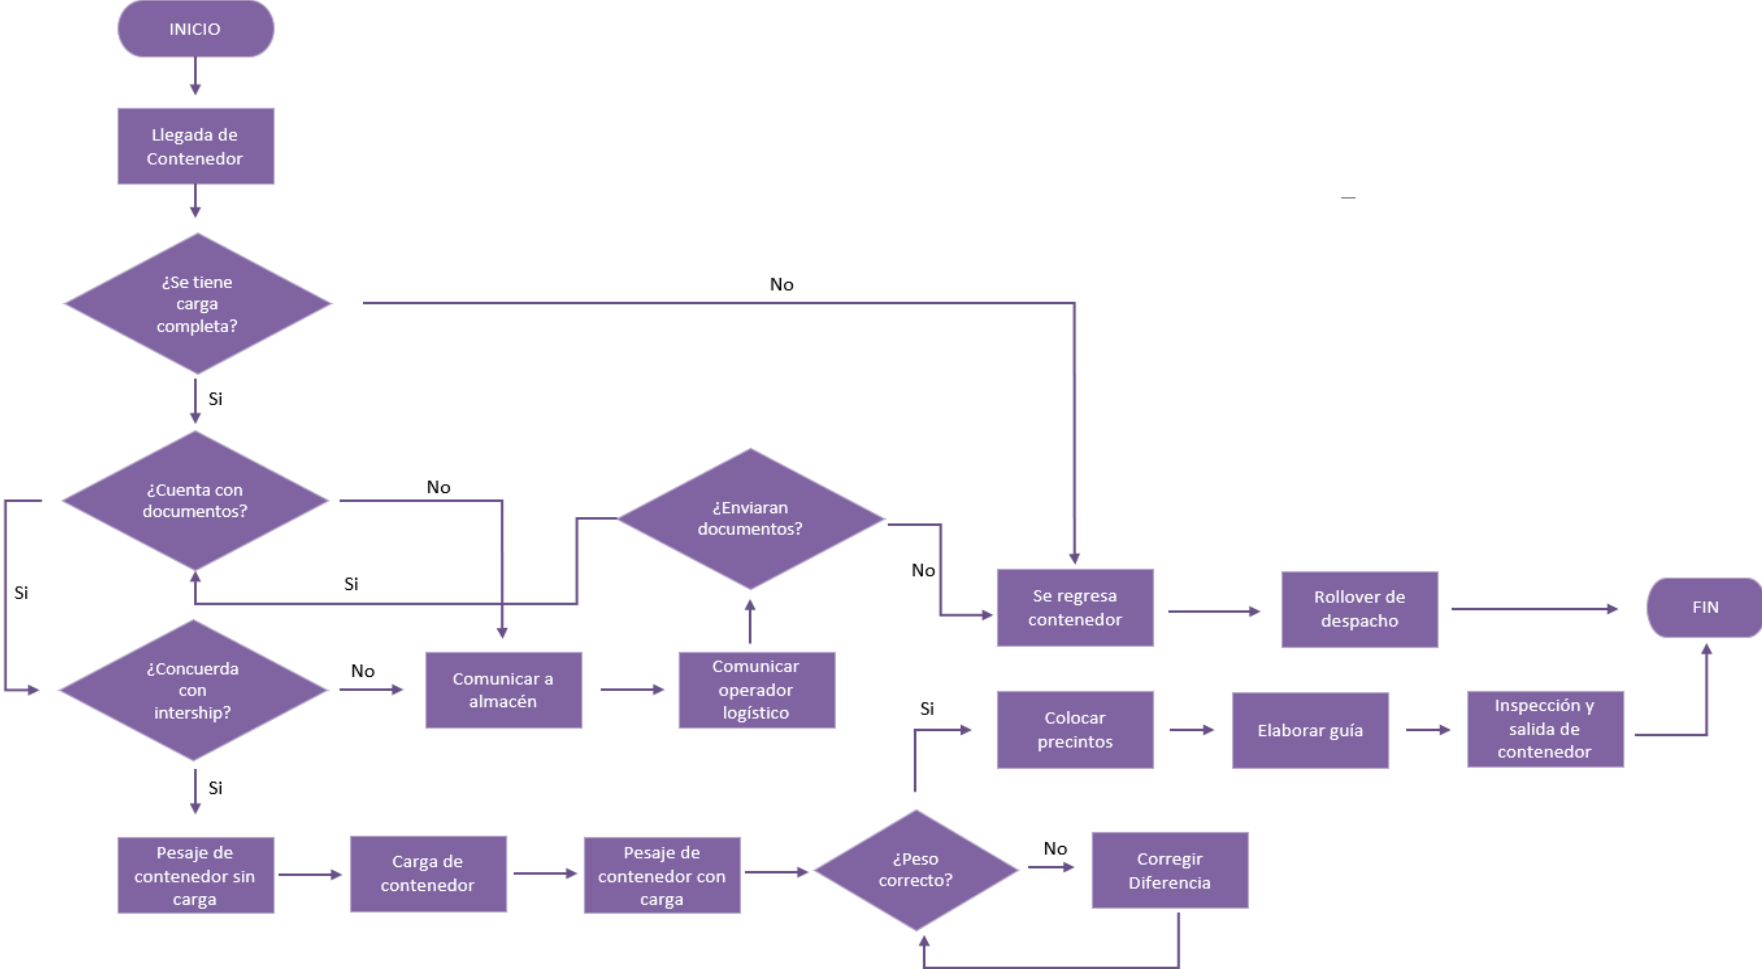 INICIO
Llegada de
Contenedor
¿Se tiene
carga
completa?
No
Si
¿Cuenta con
documentos?
No
¿Enviaran
documentos?
No
Si
Si
Se regresa
contenedor
Rollover de
despacho
FIN
¿Concuerda
con
intership?
No
Comunicar a
almacén
Comunicar
operador
logístico
Si
Colocar
precintos
Elaborar guía
Inspección y
salida de
contenedor
Si
Pesaje de
contenedor sin
carga
Carga de
contenedor
Pesaje de
contenedor con
carga
¿Peso
correcto?
No
Corregir
Diferencia